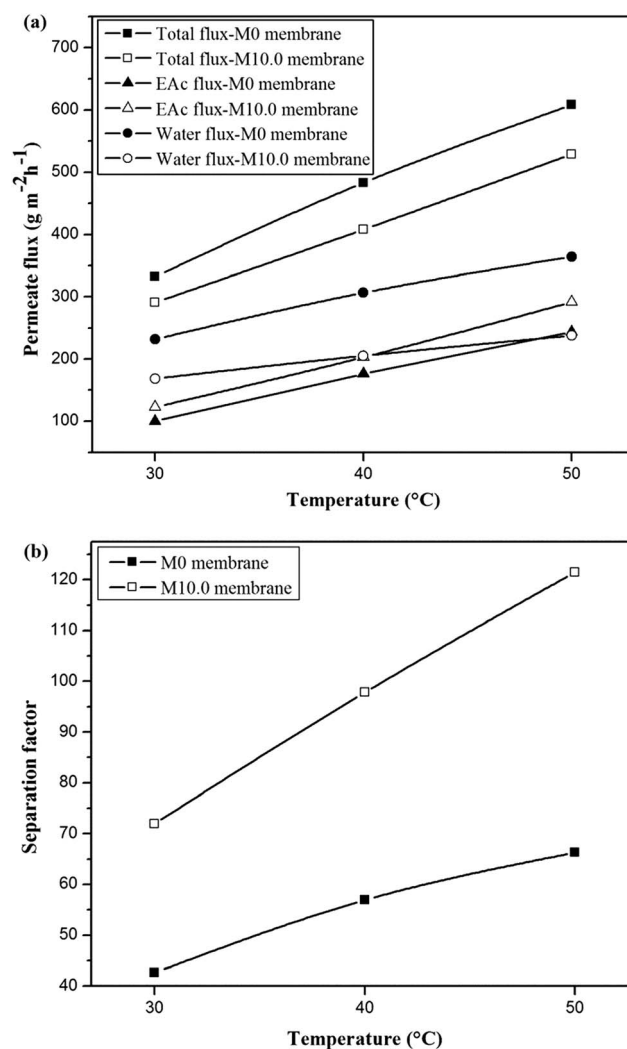 (a)
Total flux-M0 membrane
Total flux-M10.0 membrane
EAc flux-M0 membrane
EAc flux-M10.0 membrane
Water flux-M0 membrane
Water flux-M10.0 membrane
Permeate flux (g m⁻²h⁻¹)
700
600
500
400
300
200
100
30 40 50
Temperature (°C)
(b)
M0 membrane
M10.0 membrane
Separation factor
120
110
100
90
80
70
60
50
40
30 40 50
Temperature (°C)